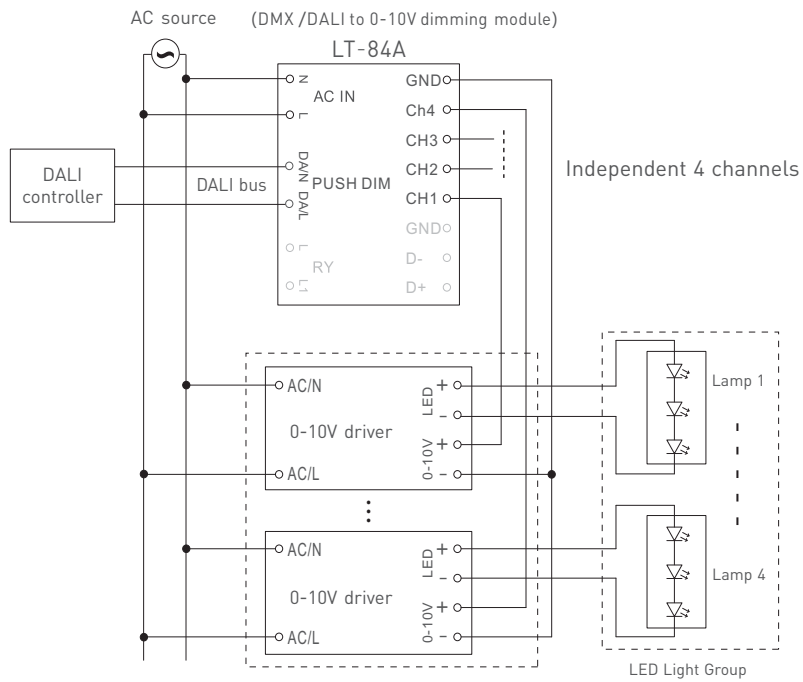 AC source
(DMX /DALI to 0-10V dimming module)
LT-84A
N
AC IN
L
GND
Ch4
CH3
CH2
CH1
GND
D-
D+
DA/N
PUSH DIM
DA/L
L
RY
L1
DALI
controller
DALI bus
Independent 4 channels
AC/N
0-10V driver
AC/L
LED
+
-
0-10V
+
-
AC/N
0-10V driver
AC/L
LED
+
-
0-10V
+
-
Lamp 1
Lamp 4
LED Light Group